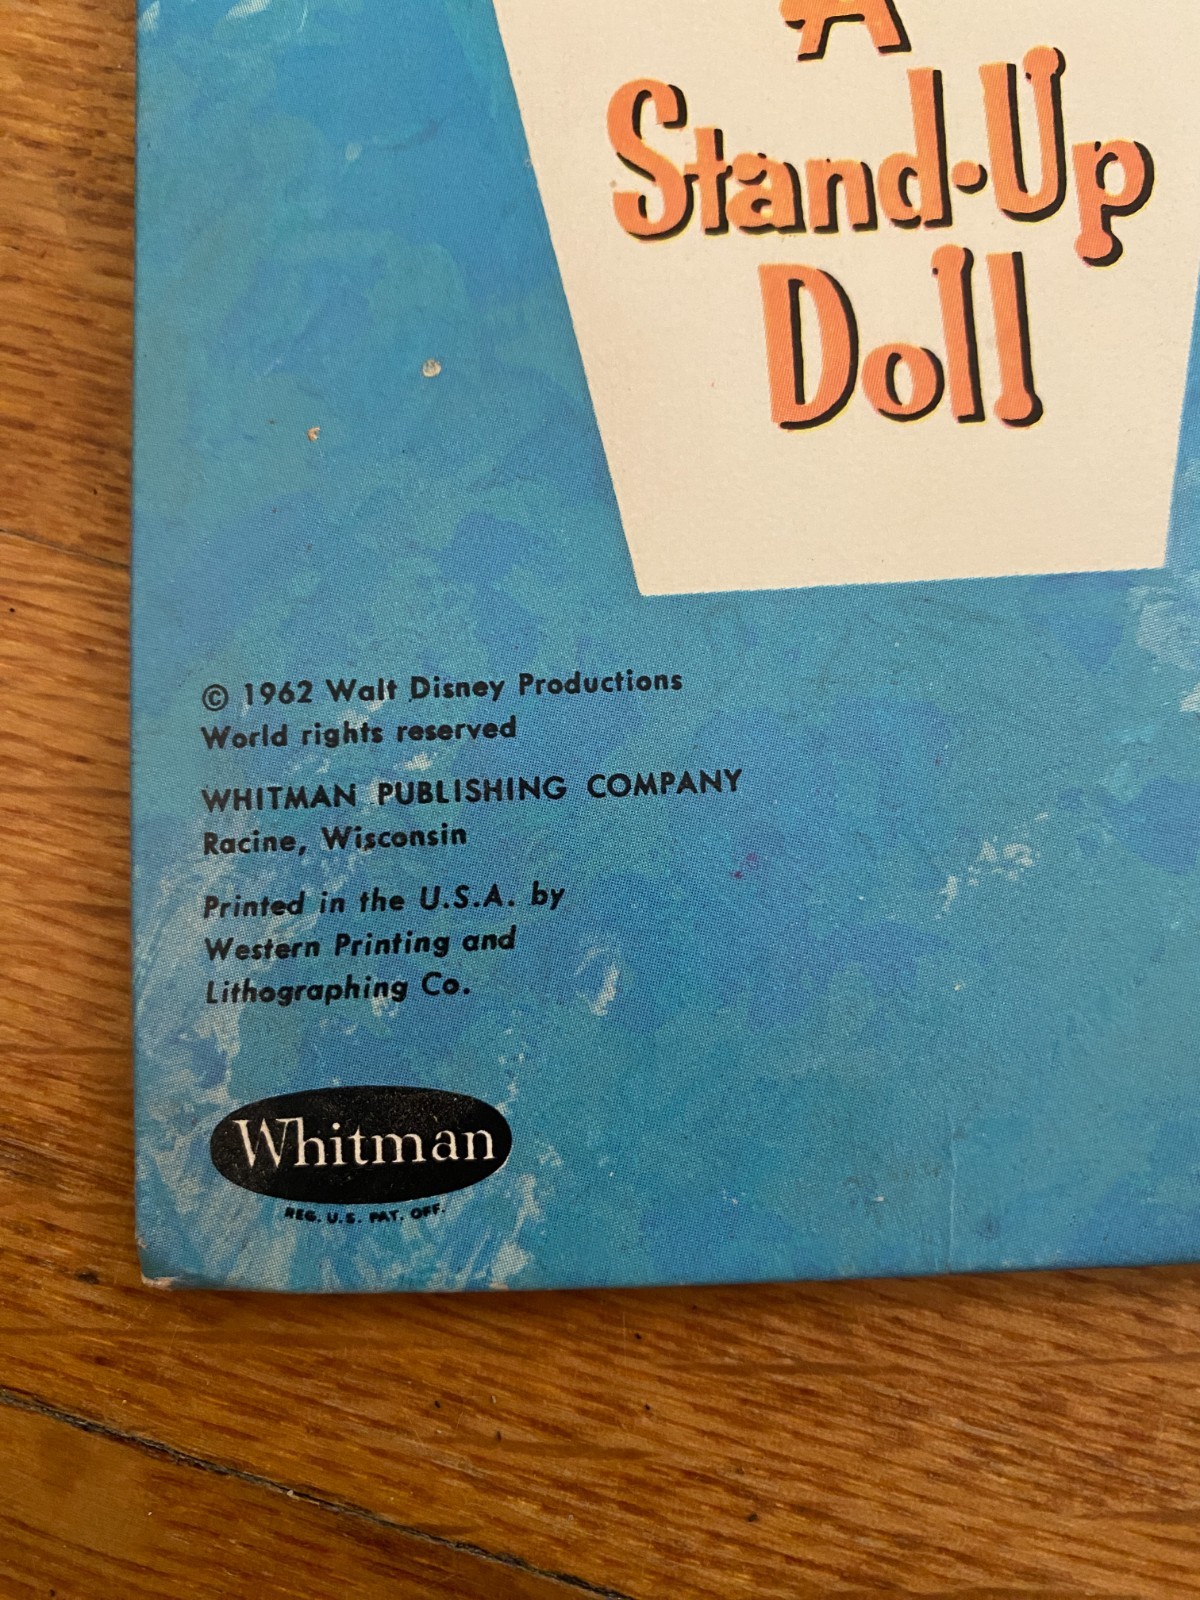 A
Stand-Up
Doll
© 1962 Walt Disney Productions
World rights reserved
WHITMAN PUBLISHING COMPANY
Racine, Wisconsin
Printed in the U.S.A. by
Western Printing and
Lithographing Co.
Whitman
REG. U.S. PAT. OFF.